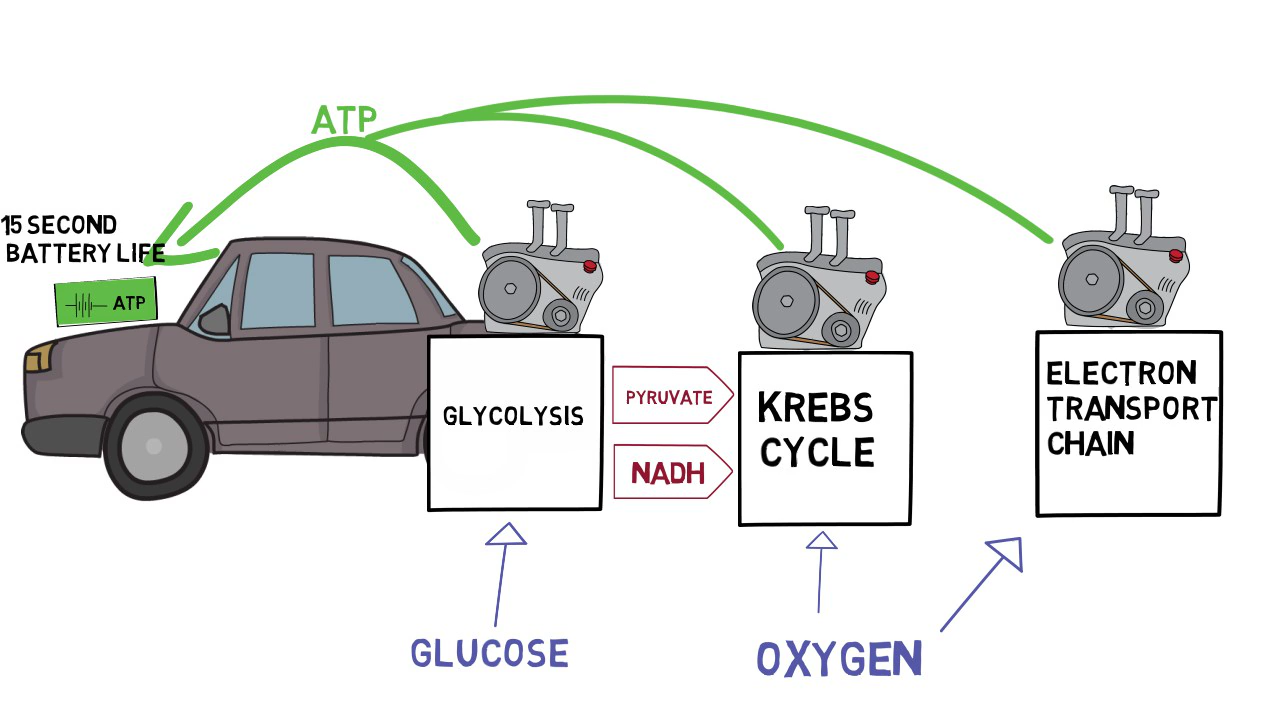 ATP
15 SECOND
BATTERY LIFE
ATP
GLYCOLYSIS
PYRUVATE
NADH
KREBS
CYCLE
ELECTRON
TRANSPORT
CHAIN
GLUCOSE
OXYGEN